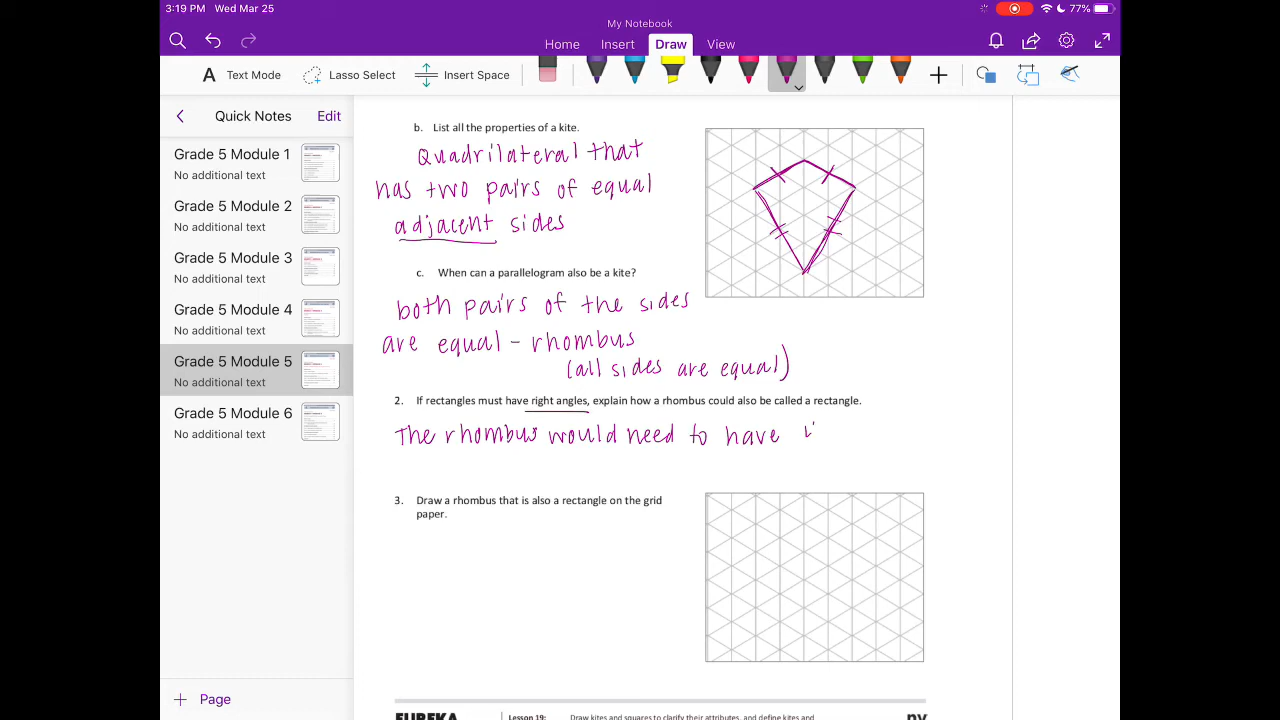 3:19 PM Wed Mar 25
77%
My Notebook
Home Insert Draw View
Text Mode Lasso Select Insert Space
Quick Notes Edit
Grade 5 Module 1
No additional text
Grade 5 Module 2
No additional text
Grade 5 Module 3
No additional text
Grade 5 Module 4
No additional text
Grade 5 Module 5
No additional text
Grade 5 Module 6
No additional text
+ Page
b. List all the properties of a kite.
Quadrilateral that
has two pairs of equal
adjacent sides
c. When can a parallelogram also be a kite?
both pairs of the sides
are equal - rhombus
(all sides are equal)
2. If rectangles must have right angles, explain how a rhombus could also be called a rectangle.
The rhombus would need to have
3. Draw a rhombus that is also a rectangle on the grid
paper.
EUREKA
Lesson 19: Draw kites and squares to clarify their attributes, and define kites and